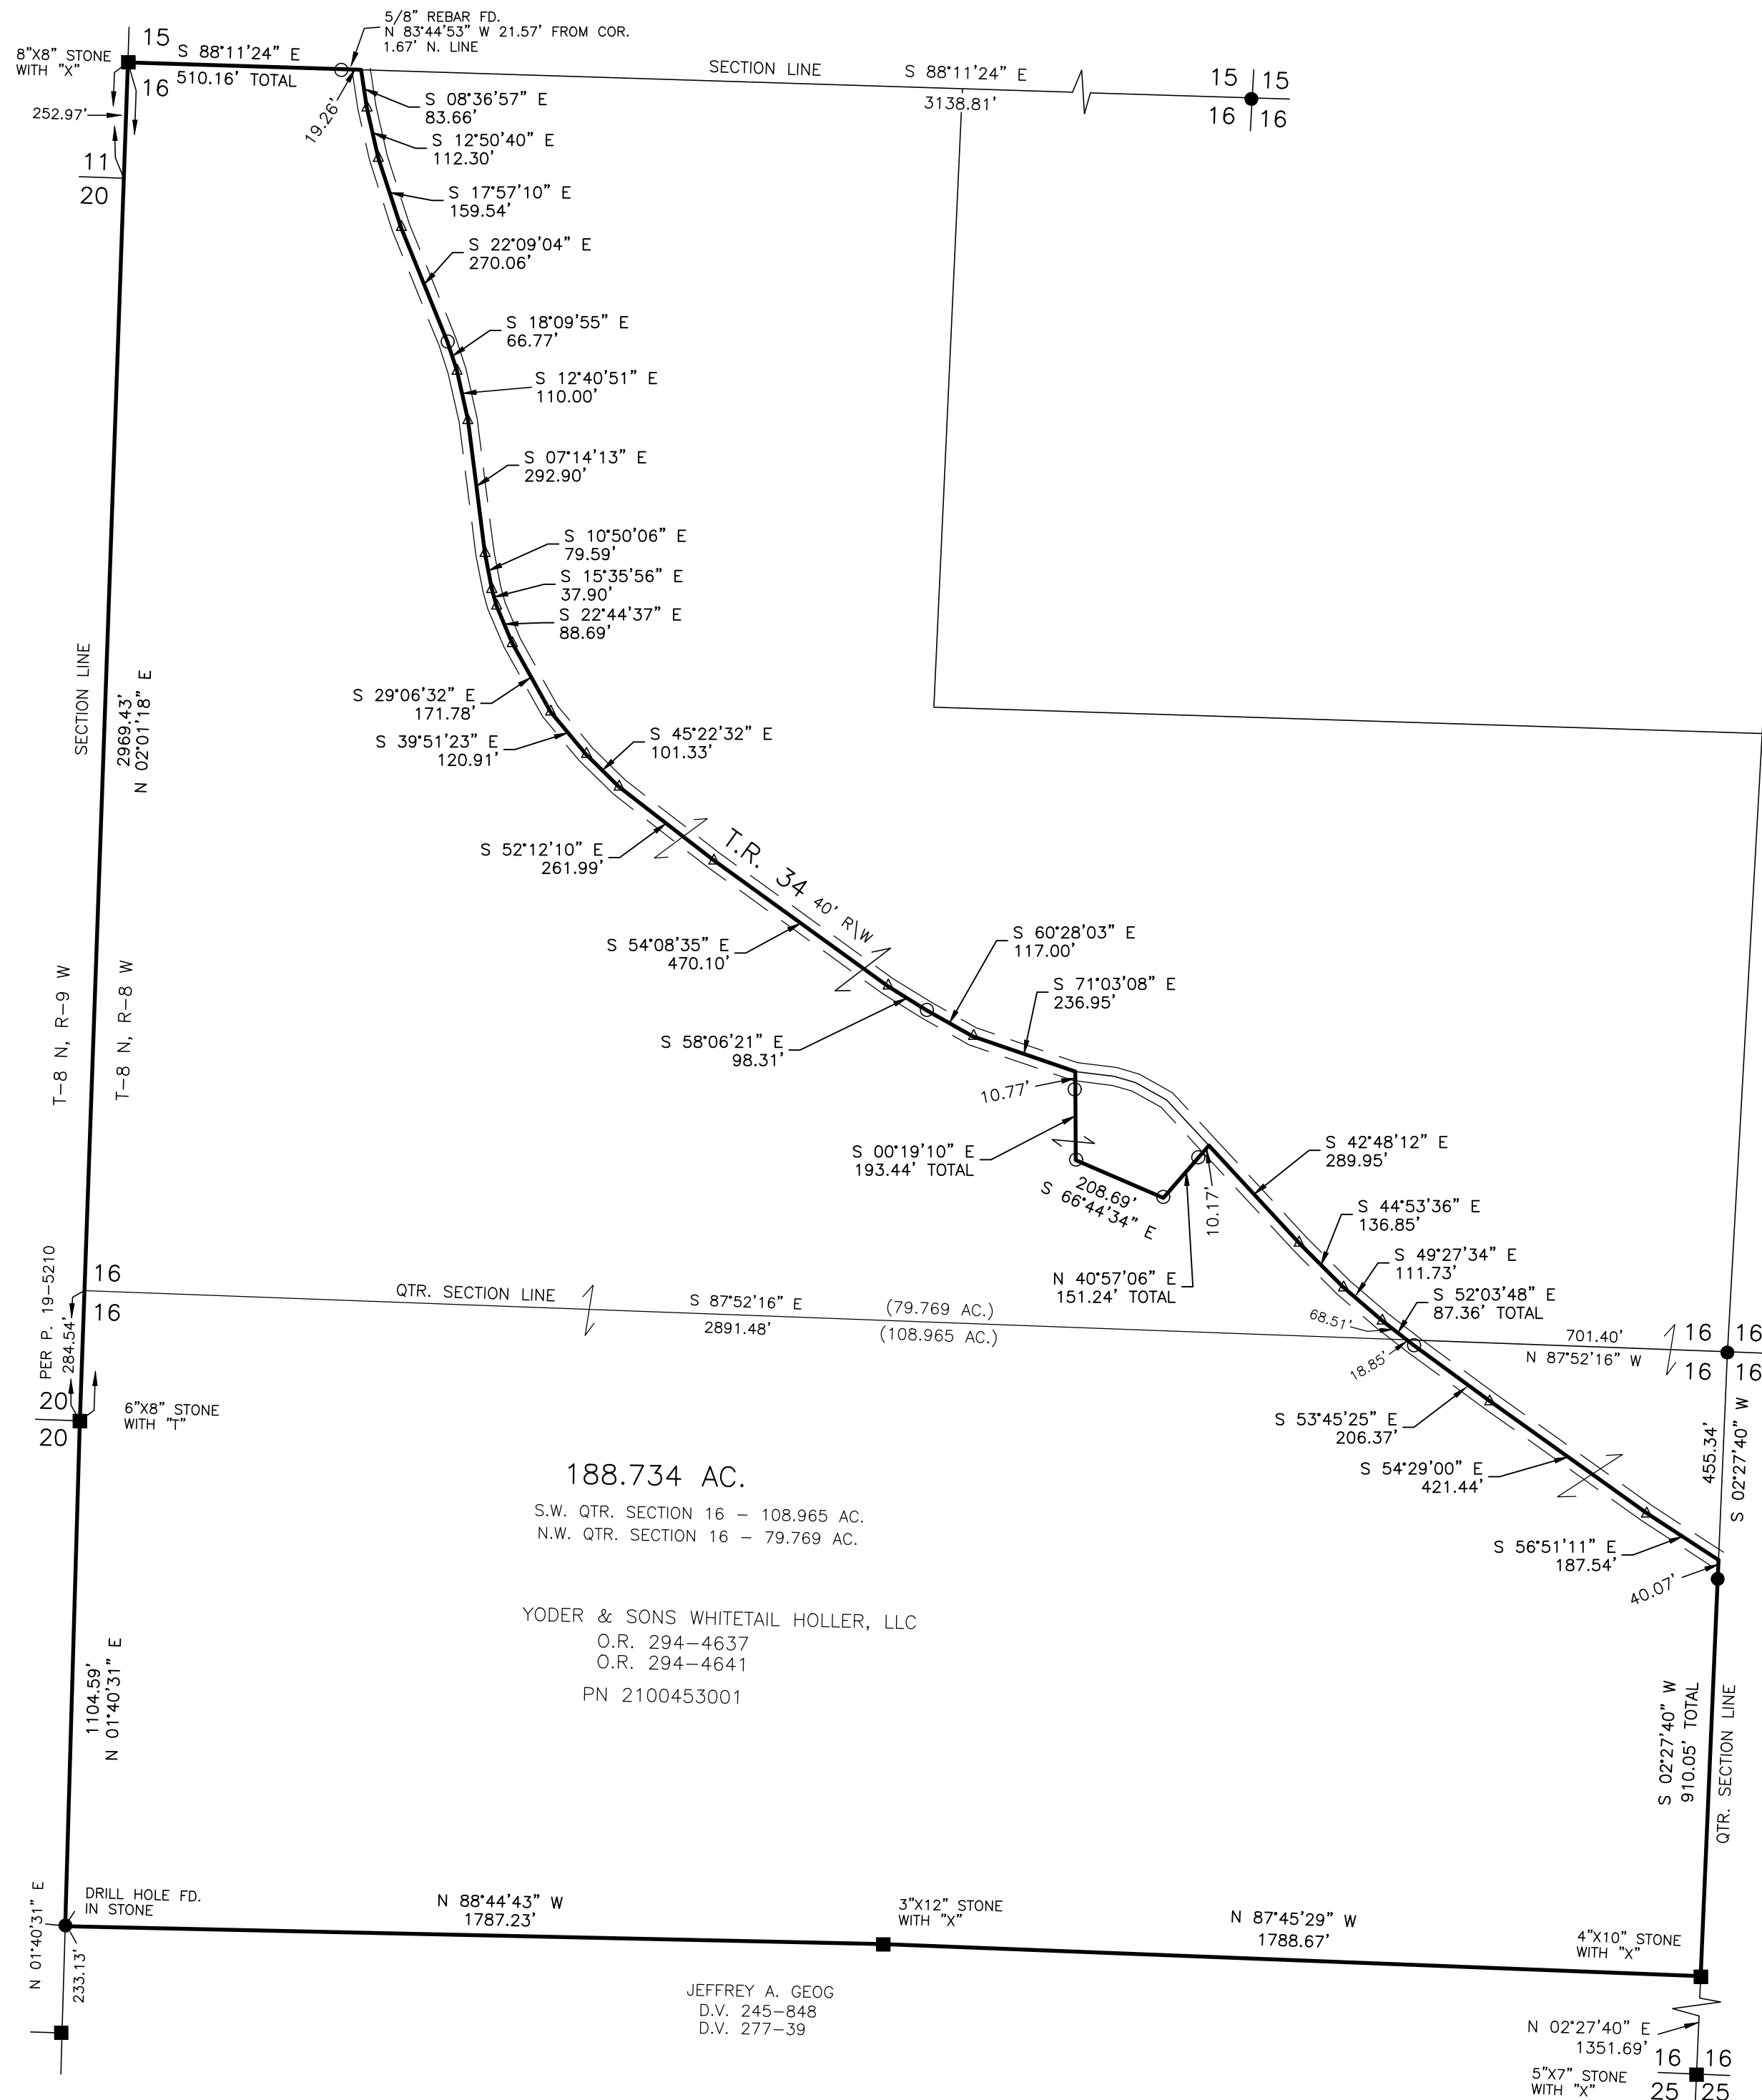 5/8" REBAR FD.
N 83°44'53" W 21.57' FROM COR.
1.67' N. LINE
8"X8" STONE
WITH "X"
15
16
S 88°11'24" E
510.16' TOTAL
SECTION LINE
S 88°11'24" E
3138.81'
15 15
16 16
252.97'
11
20
19.26'
S 08°36'57" E
83.66'
S 12°50'40" E
112.30'
S 17°57'10" E
159.54'
S 22°09'04" E
270.06'
S 18°09'55" E
66.77'
S 12°40'51" E
110.00'
S 07°14'13" E
292.90'
S 10°50'06" E
79.59'
S 15°35'56" E
37.90'
S 22°44'37" E
88.69'
SECTION LINE
2969.43'
N 02°01'18" E
S 29°06'32" E
171.78'
S 39°51'23" E
120.91'
S 45°22'32" E
101.33'
S 52°12'10" E
261.99'
T.R. 34 40' R\W
S 54°08'35" E
470.10'
S 60°28'03" E
117.00'
S 71°03'08" E
236.95'
T-8 N, R-9 W
T-8 N, R-8 W
S 58°06'21" E
98.31'
10.77'
S 00°19'10" E
193.44' TOTAL
208.69'
S 66°44'34" E
10.17'
N 40°57'06" E
151.24' TOTAL
S 42°48'12" E
289.95'
S 44°53'36" E
136.85'
S 49°27'34" E
111.73'
S 52°03'48" E
87.36' TOTAL
68.51'
18.85'
PER P. 19-5210
284.54'
16
16
QTR. SECTION LINE
S 87°52'16" E
2891.48'
(79.769 AC.)
(108.965 AC.)
701.40'
N 87°52'16" W
16 16
16 16
20
20
6"X8" STONE
WITH "T"
S 53°45'25" E
206.37'
S 54°29'00" E
421.44'
455.34'
S 02°27'40" W
S 56°51'11" E
187.54'
40.07'
188.734 AC.
S.W. QTR. SECTION 16 - 108.965 AC.
N.W. QTR. SECTION 16 - 79.769 AC.
YODER & SONS WHITETAIL HOLLER, LLC
O.R. 294-4637
O.R. 294-4641
PN 2100453001
1104.59'
N 01°40'31" E
S 02°27'40" W
910.05' TOTAL
QTR. SECTION LINE
DRILL HOLE FD.
IN STONE
N 01°40'31" E
233.13'
N 88°44'43" W
1787.23'
3"X12" STONE
WITH "X"
N 87°45'29" W
1788.67'
4"X10" STONE
WITH "X"
JEFFREY A. GEOG
D.V. 245-848
D.V. 277-39
N 02°27'40" E
1351.69'
5"X7" STONE
WITH "X"
16 16
25 25